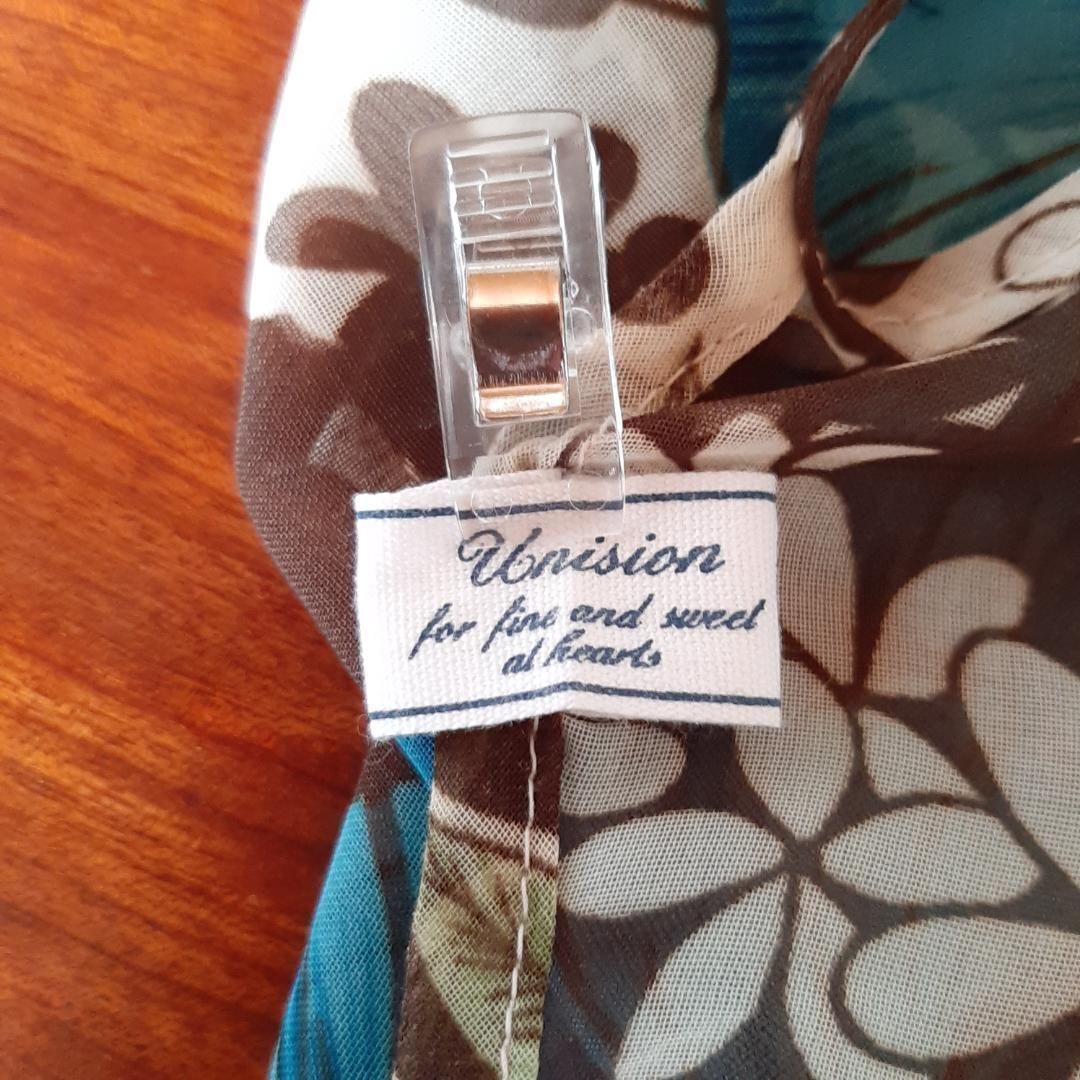 Unision
for fine and sweet
at hearts